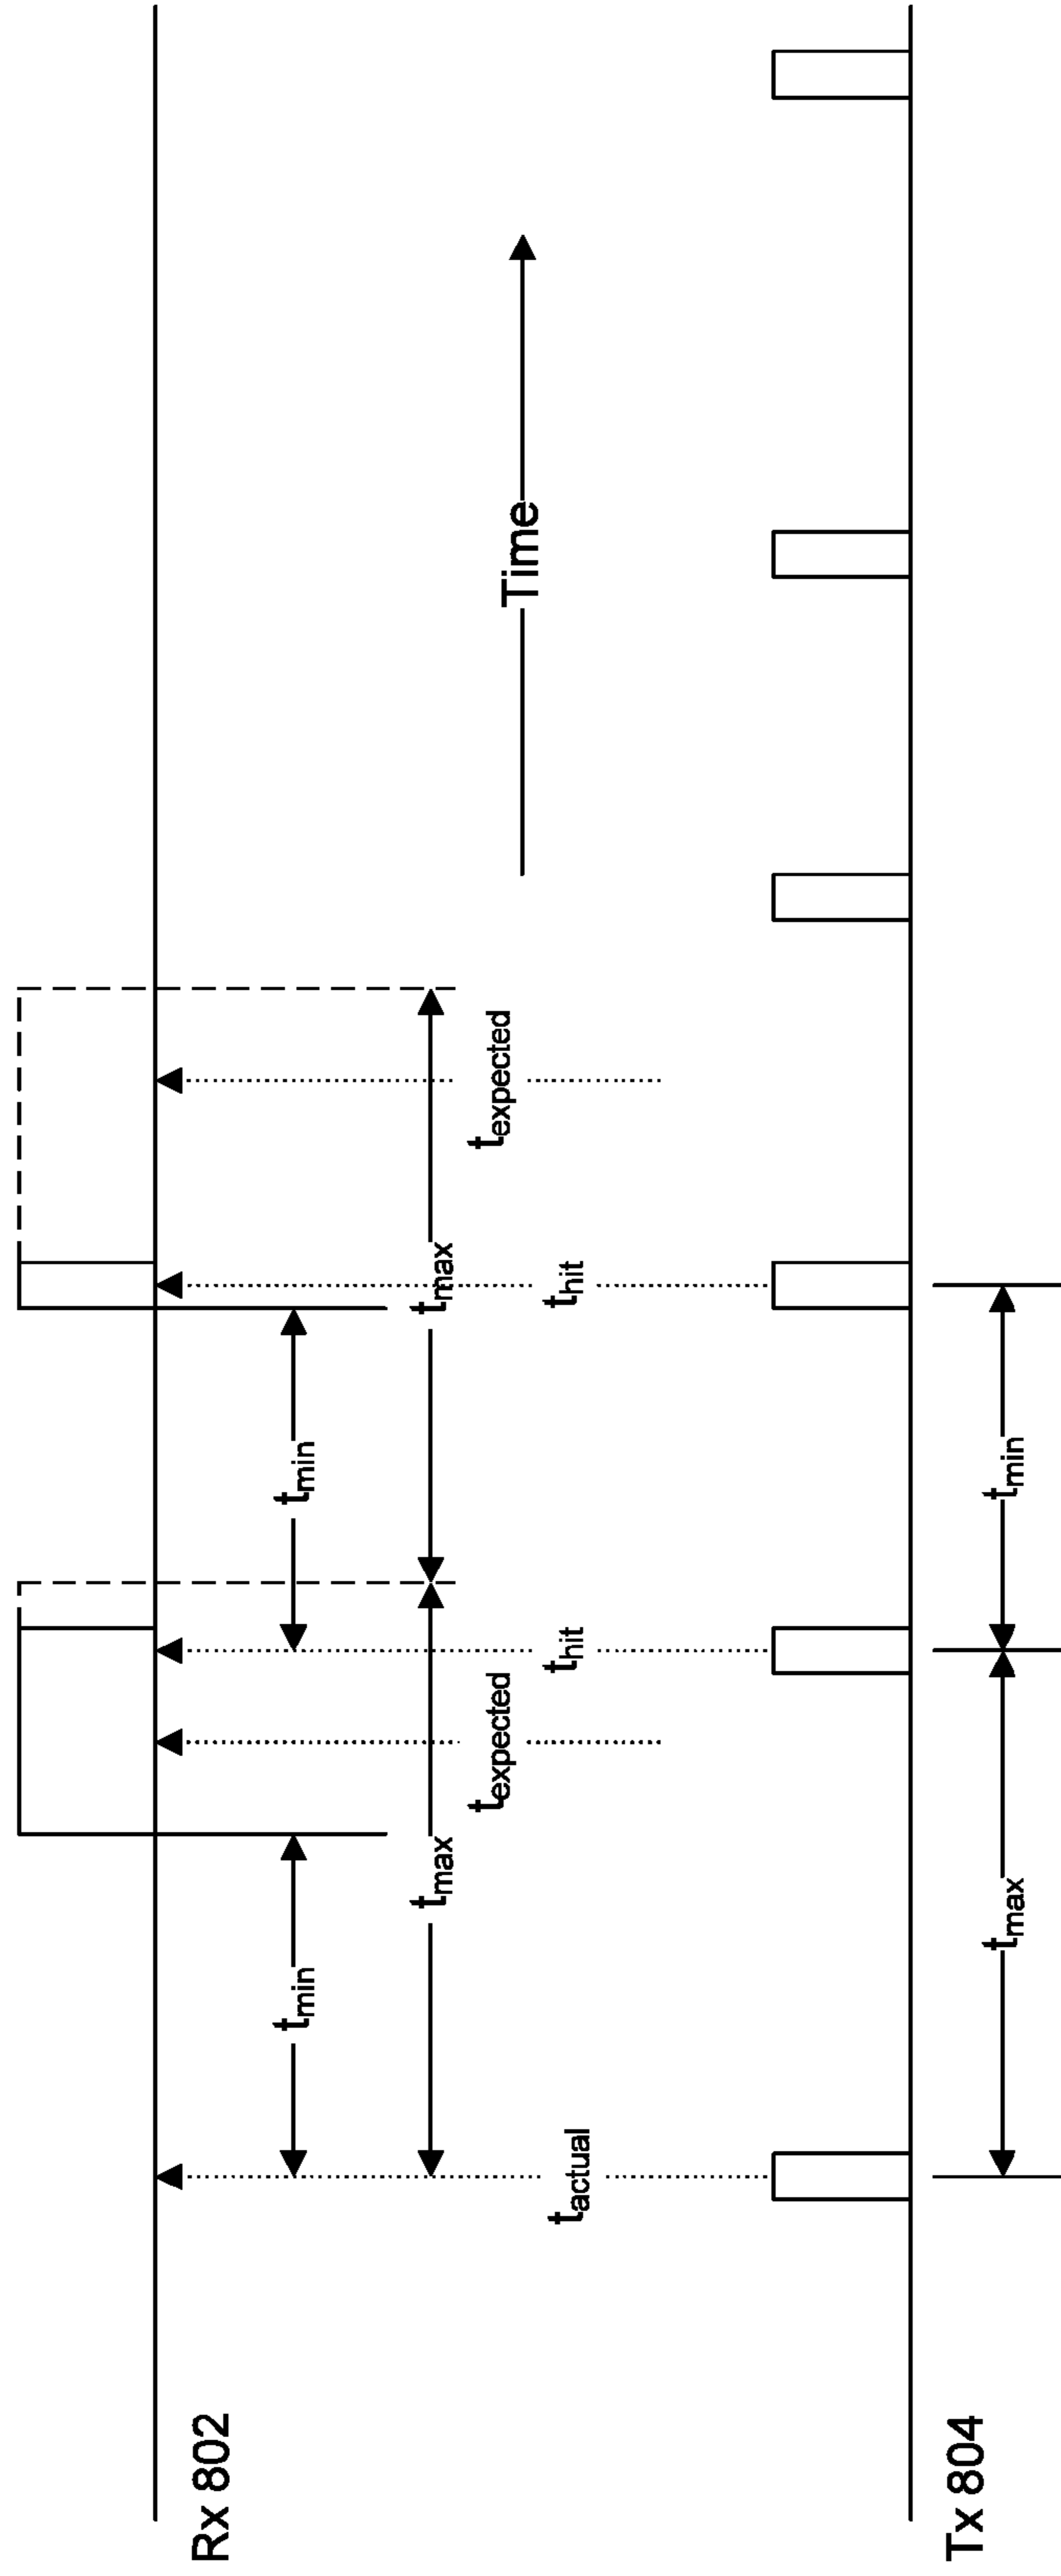 Rx 802
t_min
t_min
t_max
t_max
t_expected
t_expected
Time
t_actual
t_hit
t_hit
Tx 804
t_max
t_min